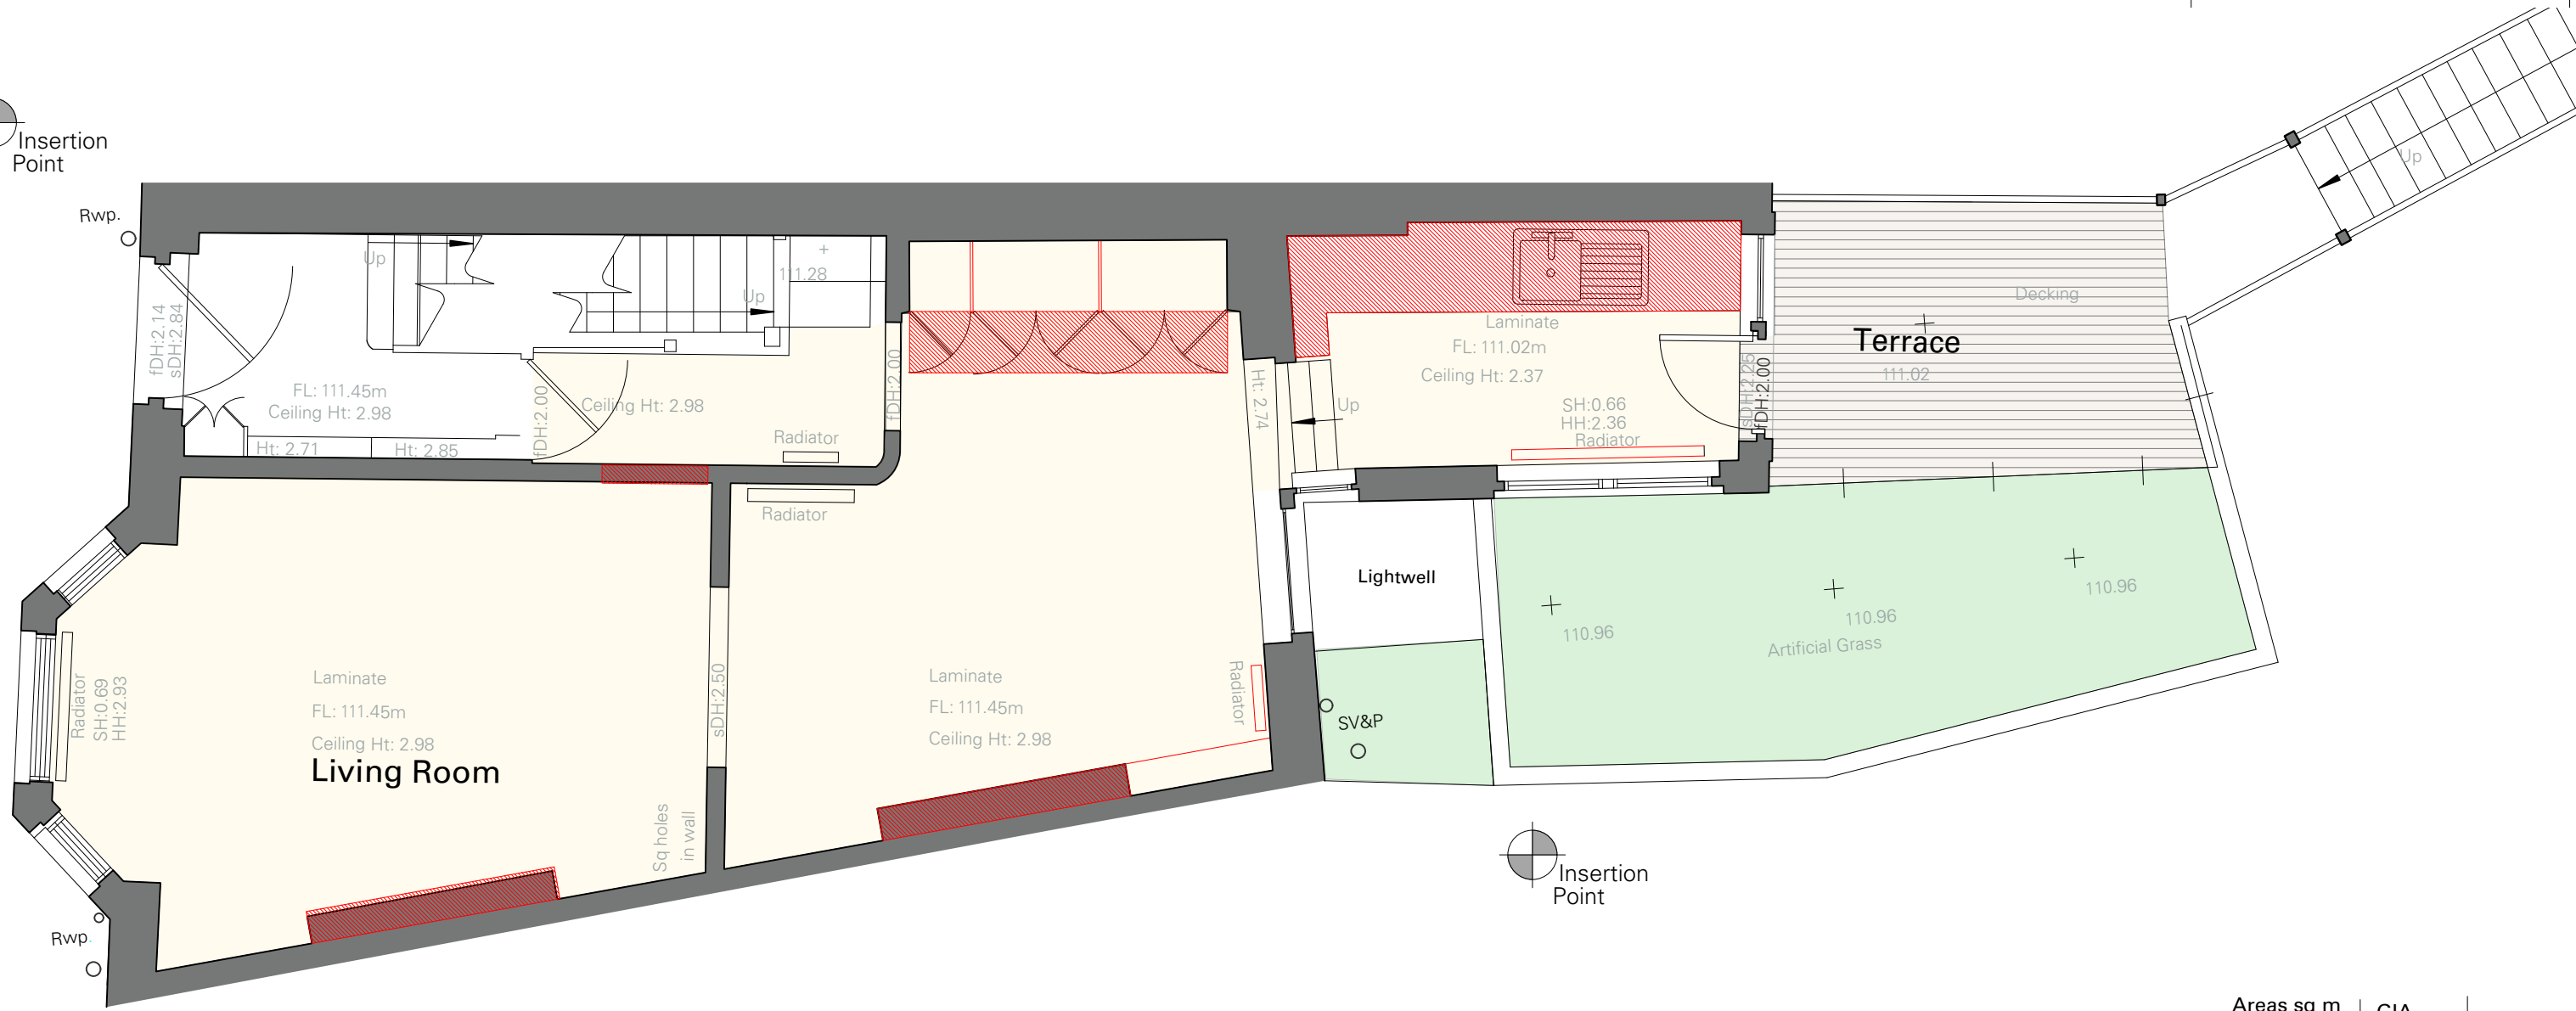 Insertion
Point
Rwp.
Up
Up
+
111.28
fDH:2.14
sDH:2.84
FL: 111.45m
Ceiling Ht: 2.98
Ht: 2.71
Ht: 2.85
fDH:2.00
Ceiling Ht: 2.98
Radiator
fDH:2.00
Radiator
Ht: 2.74
Up
Laminate
FL: 111.02m
Ceiling Ht: 2.37
SH:0.66
HH:2.36
Radiator
sDH:2.25
fDH:2.00
Decking
Terrace
111.02
Up
Lightwell
110.96
110.96
110.96
Artificial Grass
Radiator
SH:0.69
HH:2.93
Laminate
FL: 111.45m
Ceiling Ht: 2.98
Living Room
Sq holes
in wall
sDH:2.50
Laminate
FL: 111.45m
Ceiling Ht: 2.98
Radiator
SV&P
Insertion
Point
Rwp.
Areas sq m
GIA